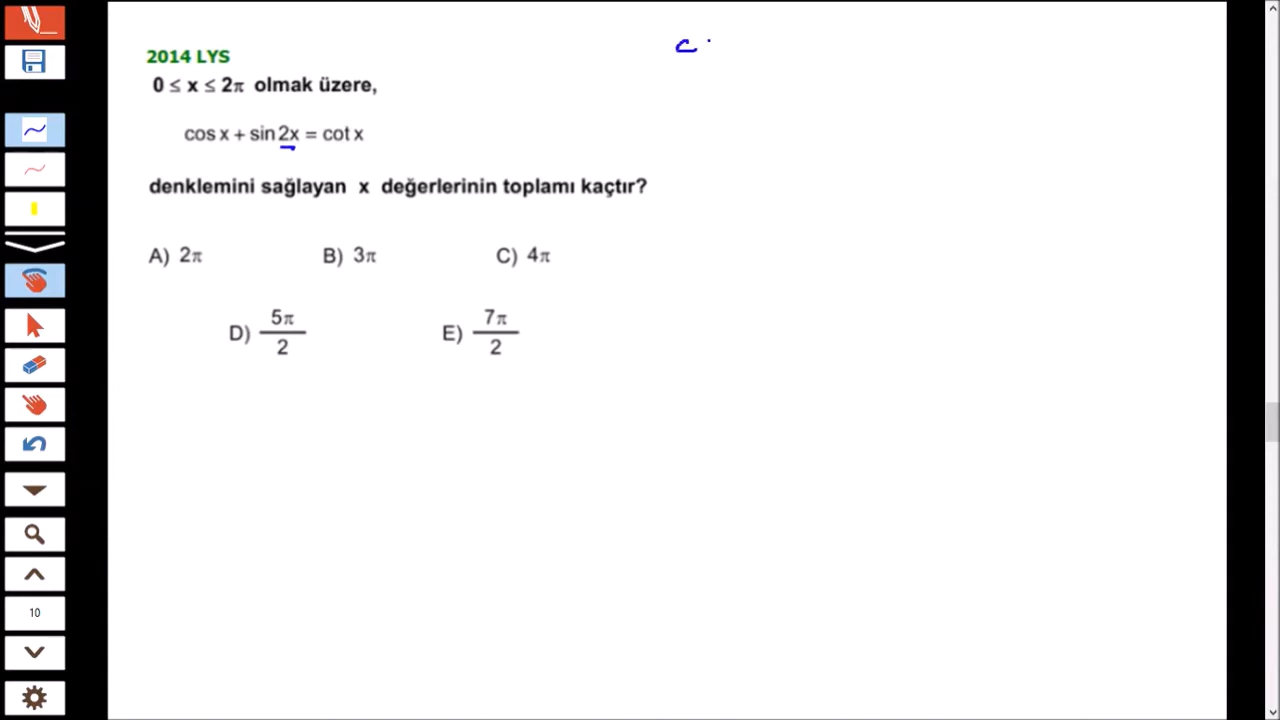 2014 LYS
0 ≤ x ≤ 2π olmak üzere,
cos x + sin 2x = cot x
denklemini sağlayan x değerlerinin toplamı kaçtır?
A) 2π B) 3π C) 4π
D) 5π/2 E) 7π/2
10